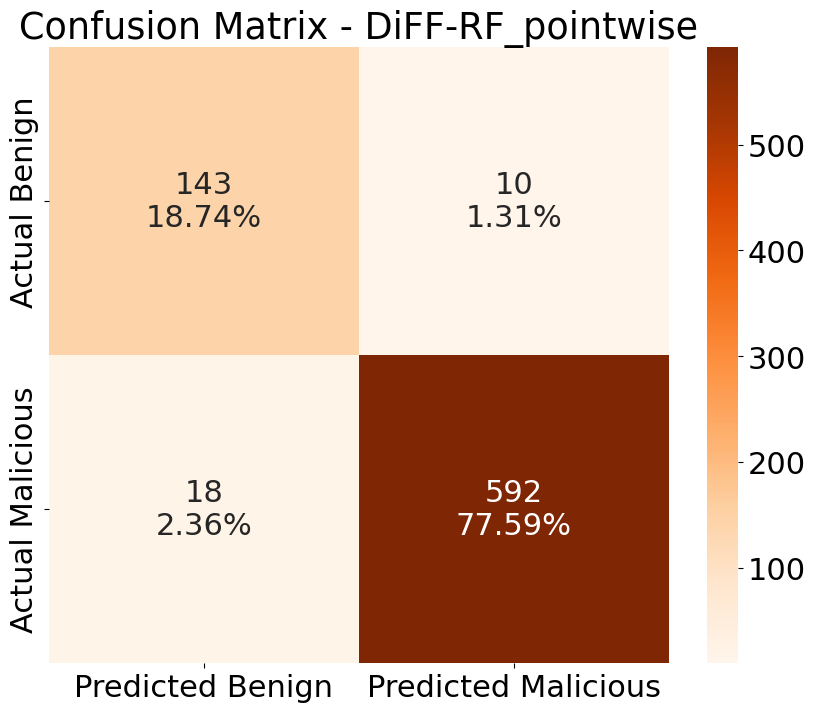 Confusion Matrix - DiFF-RF_pointwise
Actual Benign
143
18.74%
10
1.31%
Actual Malicious
18
2.36%
592
77.59%
Predicted Benign
Predicted Malicious
500
400
300
200
100